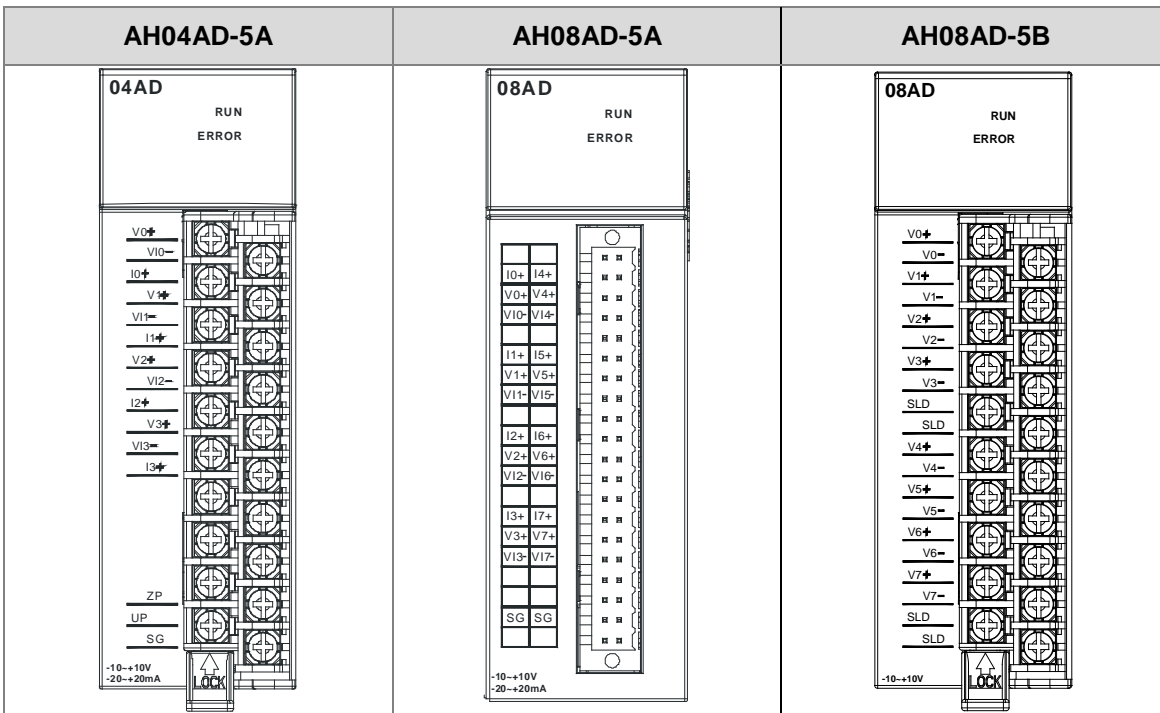 AH04AD-5A
AH08AD-5A
AH08AD-5B
04AD
RUN
ERROR
V0+
VI0-
I0+
V1+
VI1-
I1+
V2+
VI2-
I2+
V3+
VI3-
I3+
ZP
UP
SG
-10~+10V
-20~+20mA
LOCK
08AD
RUN
ERROR
I0+ I4+
V0+ V4+
VI0- VI4-
I1+ I5+
V1+ V5+
VI1- VI5-
I2+ I6+
V2+ V6+
VI2- VI6-
I3+ I7+
V3+ V7+
VI3- VI7-
SG SG
-10~+10V
-20~+20mA
08AD
RUN
ERROR
V0+
V0-
V1+
V1-
V2+
V2-
V3+
V3-
SLD
SLD
V4+
V4-
V5+
V5-
V6+
V6-
V7+
V7-
SLD
SLD
-10~+10V
LOCK